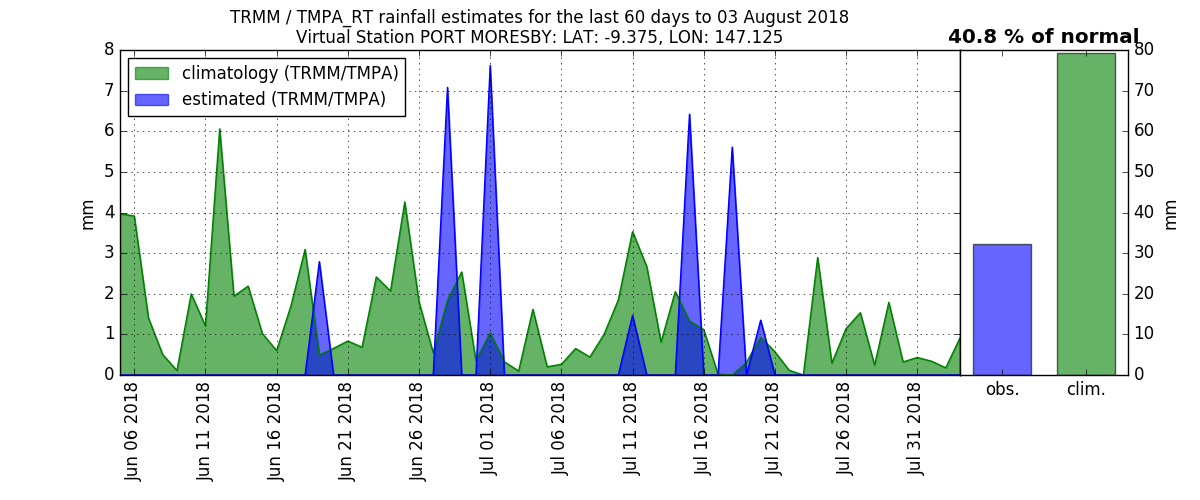 TRMM / TMPA_RT rainfall estimates for the last 60 days to 03 August 2018
Virtual Station PORT MORESBY: LAT: -9.375, LON: 147.125
40.8 % of normal
climatology (TRMM/TMPA)
estimated (TRMM/TMPA)
8
7
6
5
4
3
2
1
0
mm
80
70
60
50
40
30
20
10
0
mm
Jun 06 2018
Jun 11 2018
Jun 16 2018
Jun 21 2018
Jun 26 2018
Jul 01 2018
Jul 06 2018
Jul 11 2018
Jul 16 2018
Jul 21 2018
Jul 26 2018
Jul 31 2018
obs.
clim.